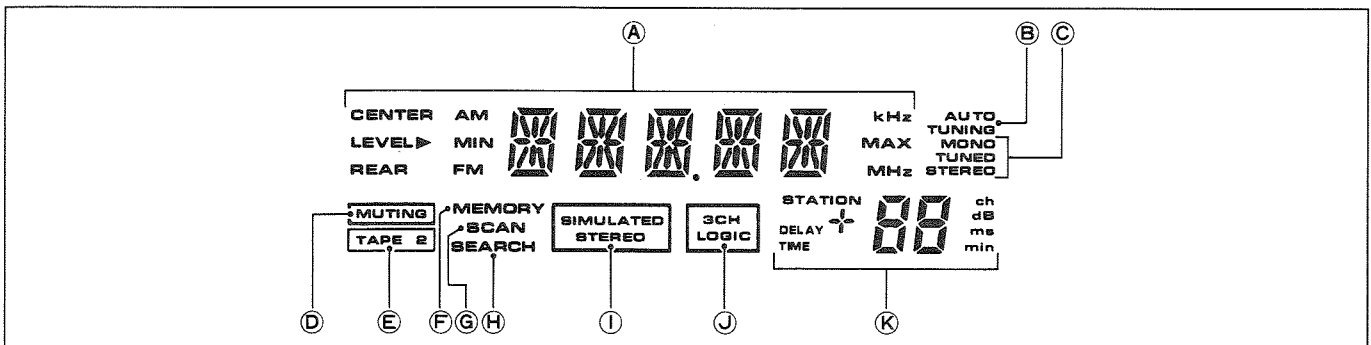 A
B C
CENTER AM kHz AUTO
TUNING
LEVEL▶ MIN MAX MONO
TUNED
REAR FM . MHz STEREO
MUTING MEMORY SIMULATED STEREO 3CH LOGIC STATION + 88 ch
dB
TAPE 2 SCAN DELAY TIME ms
SEARCH min
D E F G H I J K